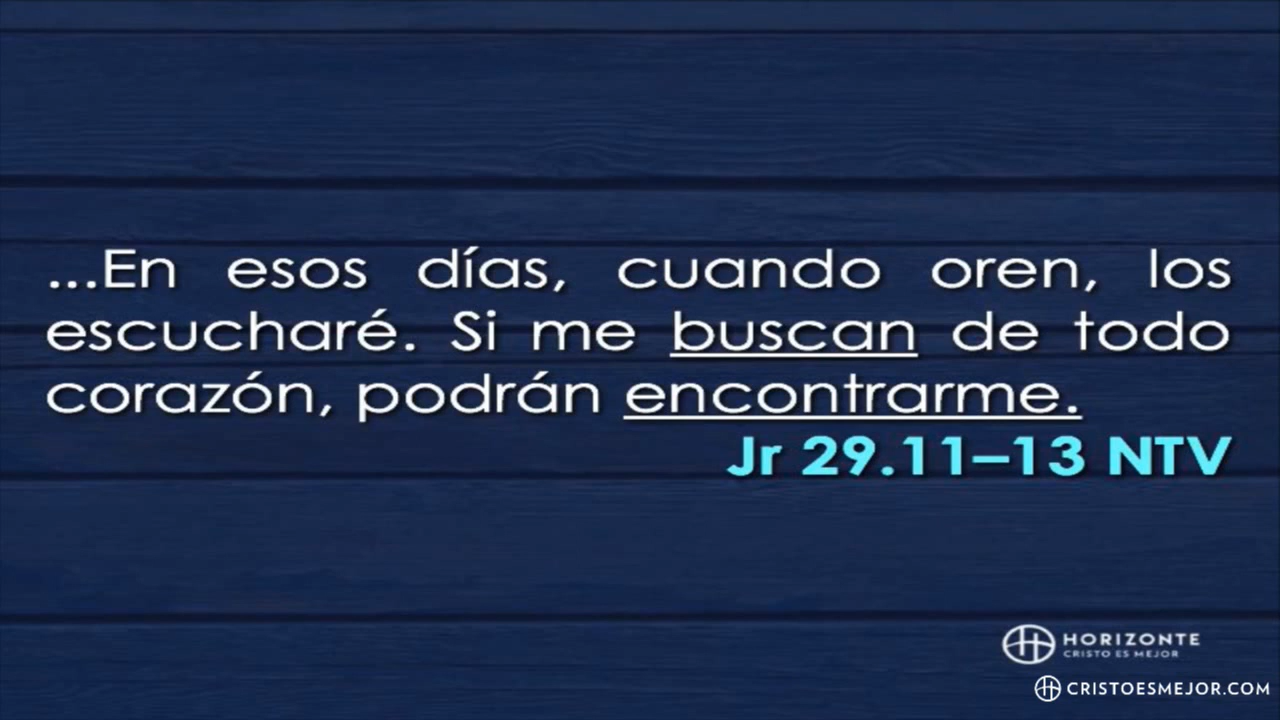 ...En esos días, cuando oren, los
escucharé. Si me buscan de todo
corazón, podrán encontrarme.
Jr 29.11–13 NTV
HORIZONTE
CRISTO ES MEJOR
CRISTOESMEJOR.COM